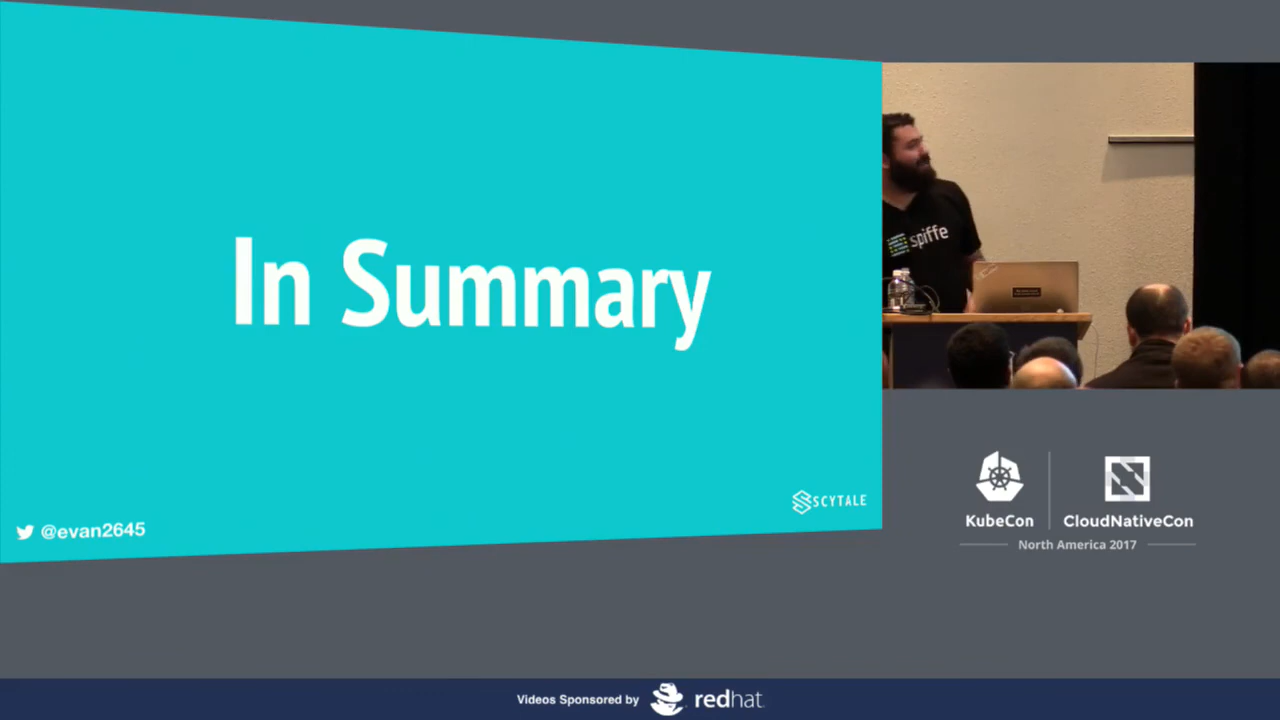 In Summary
SCYTALE
@evan2645
spiffe
KubeCon
CloudNativeCon
North America 2017
Videos Sponsored by redhat.